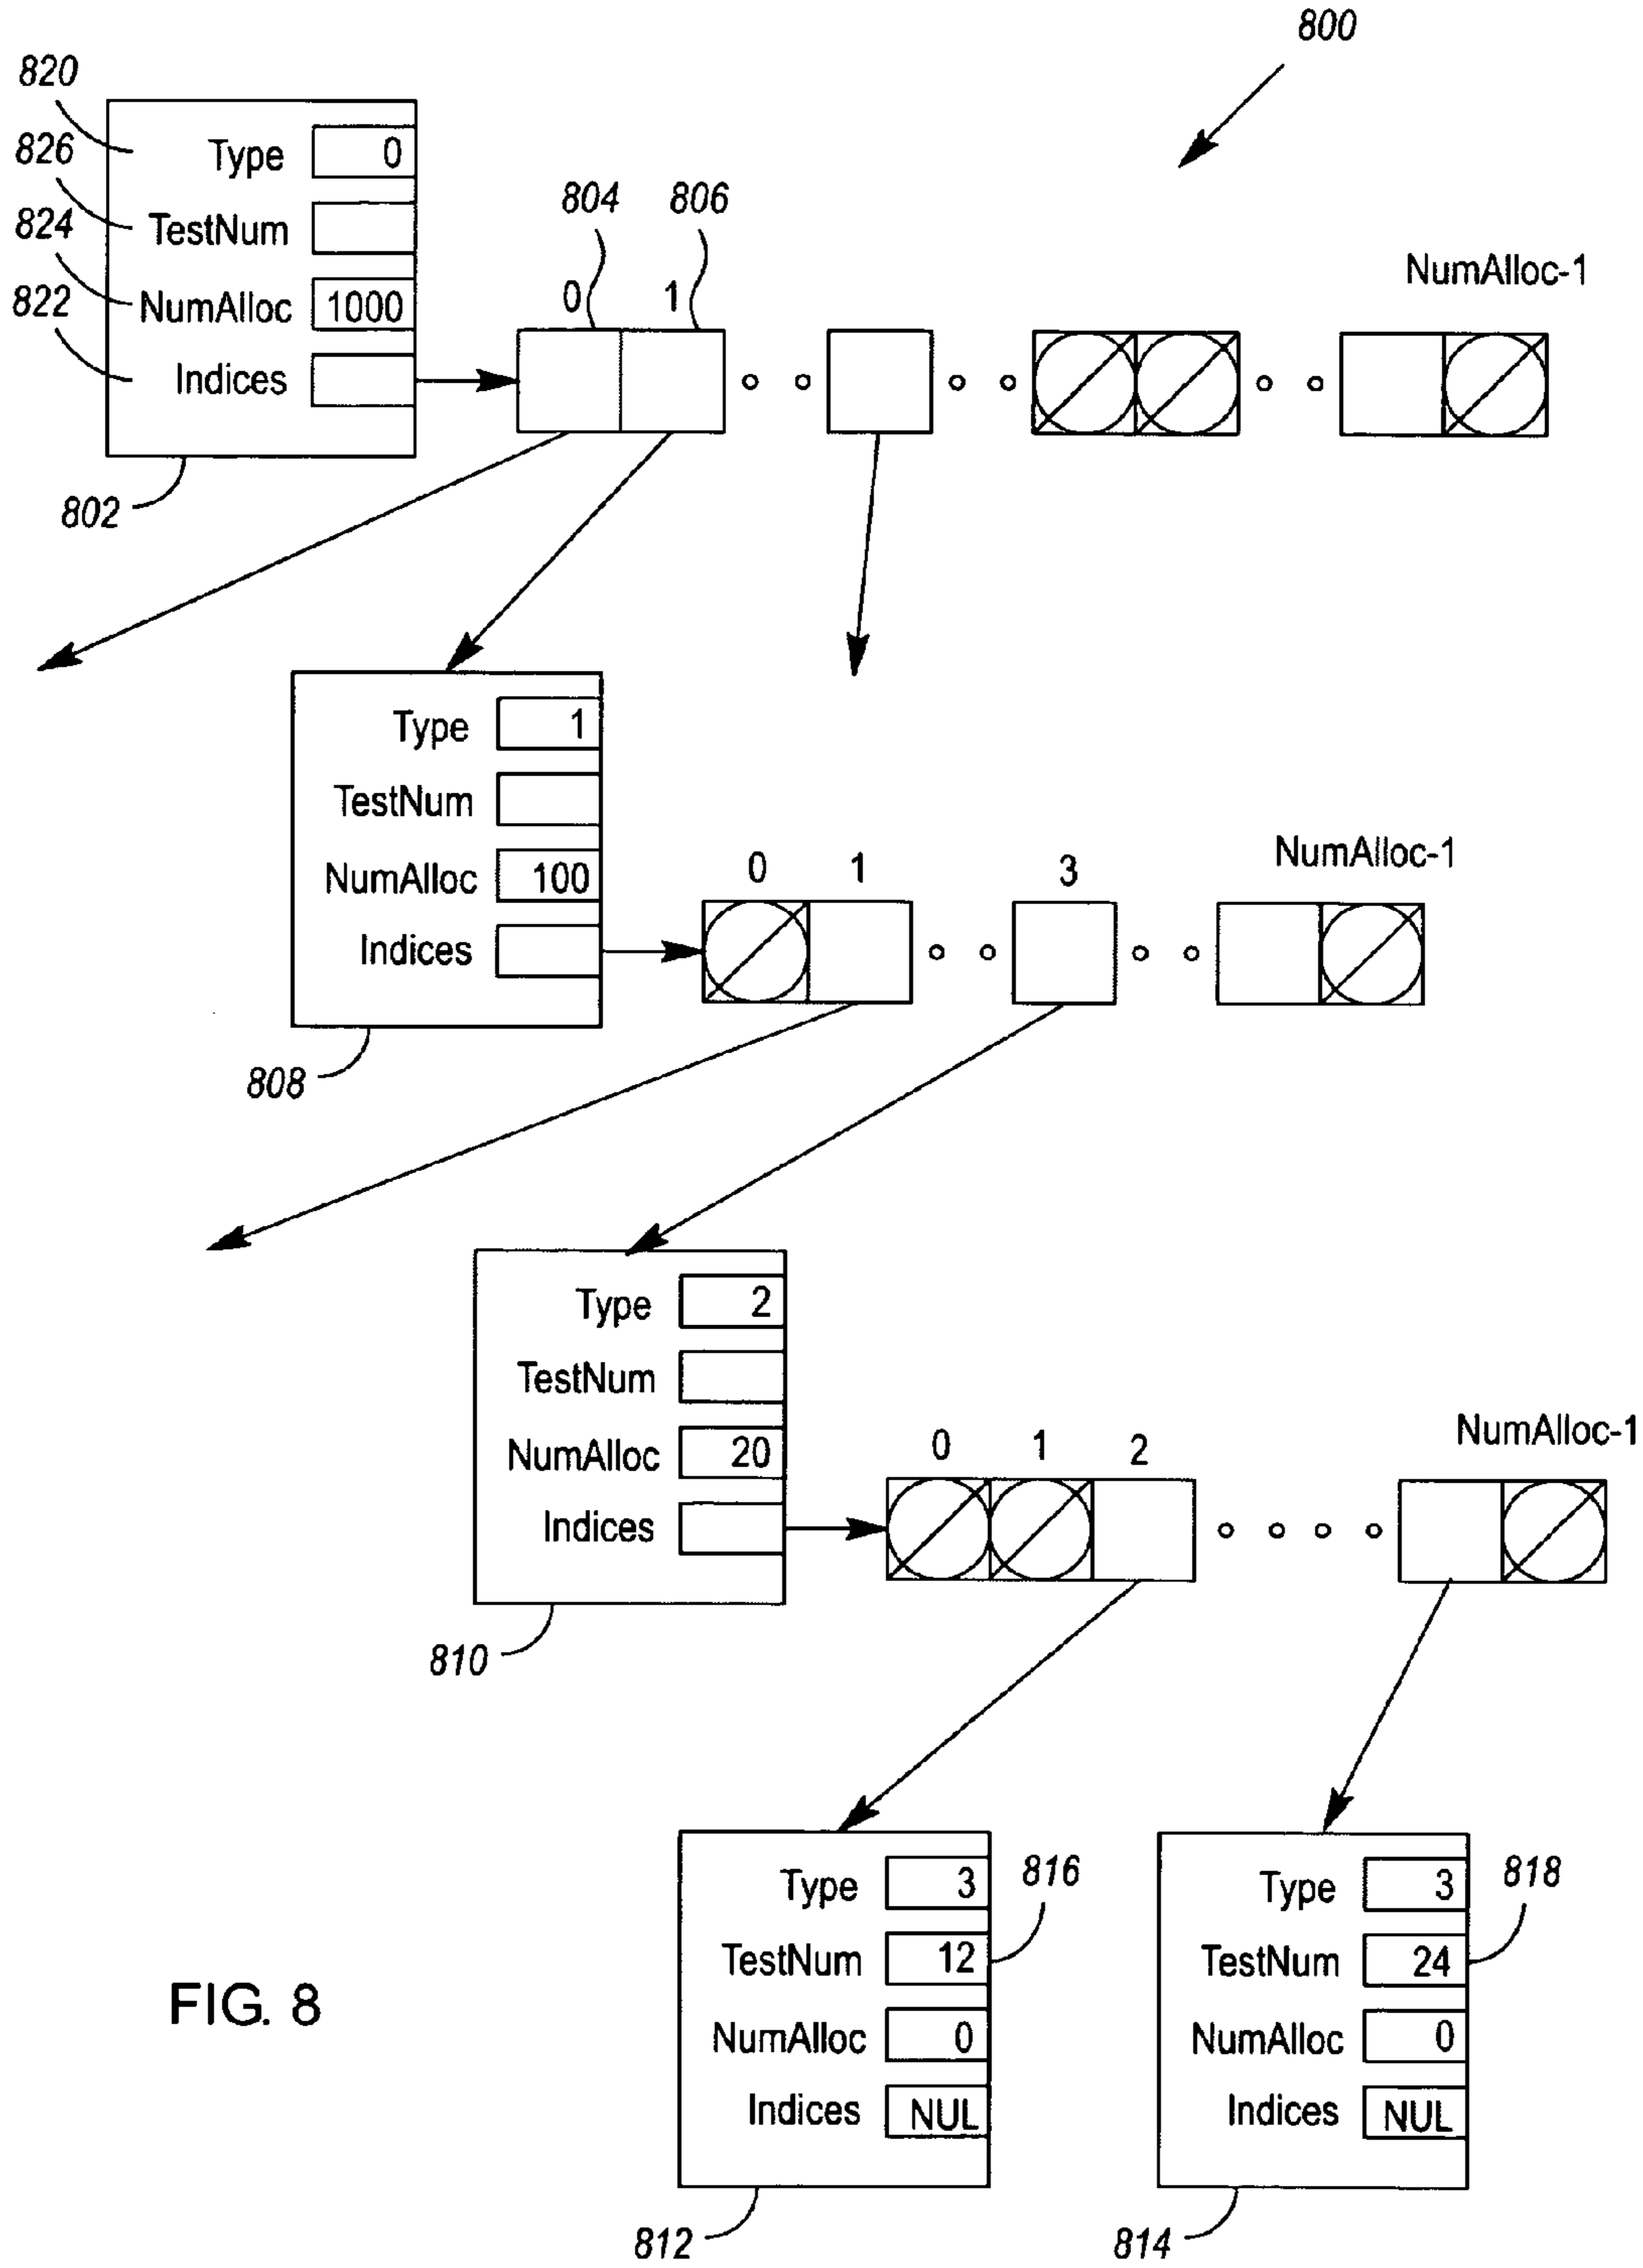 800
820
826
824
822
Type 0
TestNum
NumAlloc 1000
Indices
802
804 806
0 1
NumAlloc-1
Type 1
TestNum
NumAlloc 100
Indices
808
0 1 3
NumAlloc-1
Type 2
TestNum
NumAlloc 20
Indices
810
0 1 2
NumAlloc-1
Type 3
TestNum 12
NumAlloc 0
Indices NUL
816
812
Type 3
TestNum 24
NumAlloc 0
Indices NUL
818
814
FIG. 8